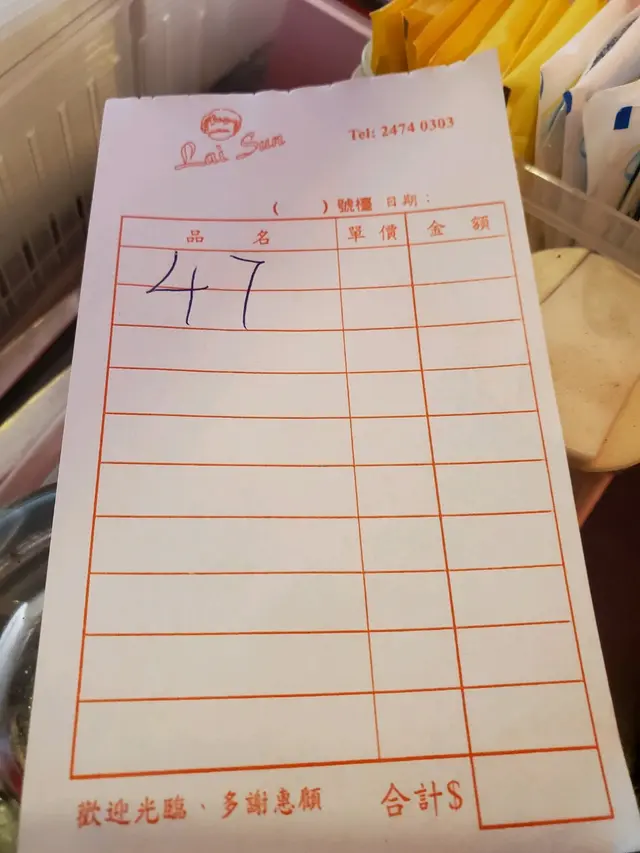 Lai Sun
Tel: 2474 0303
( ) 號檯 日期：
品 名 單 價 金 額
47
歡迎光臨、多謝惠顧 合計$